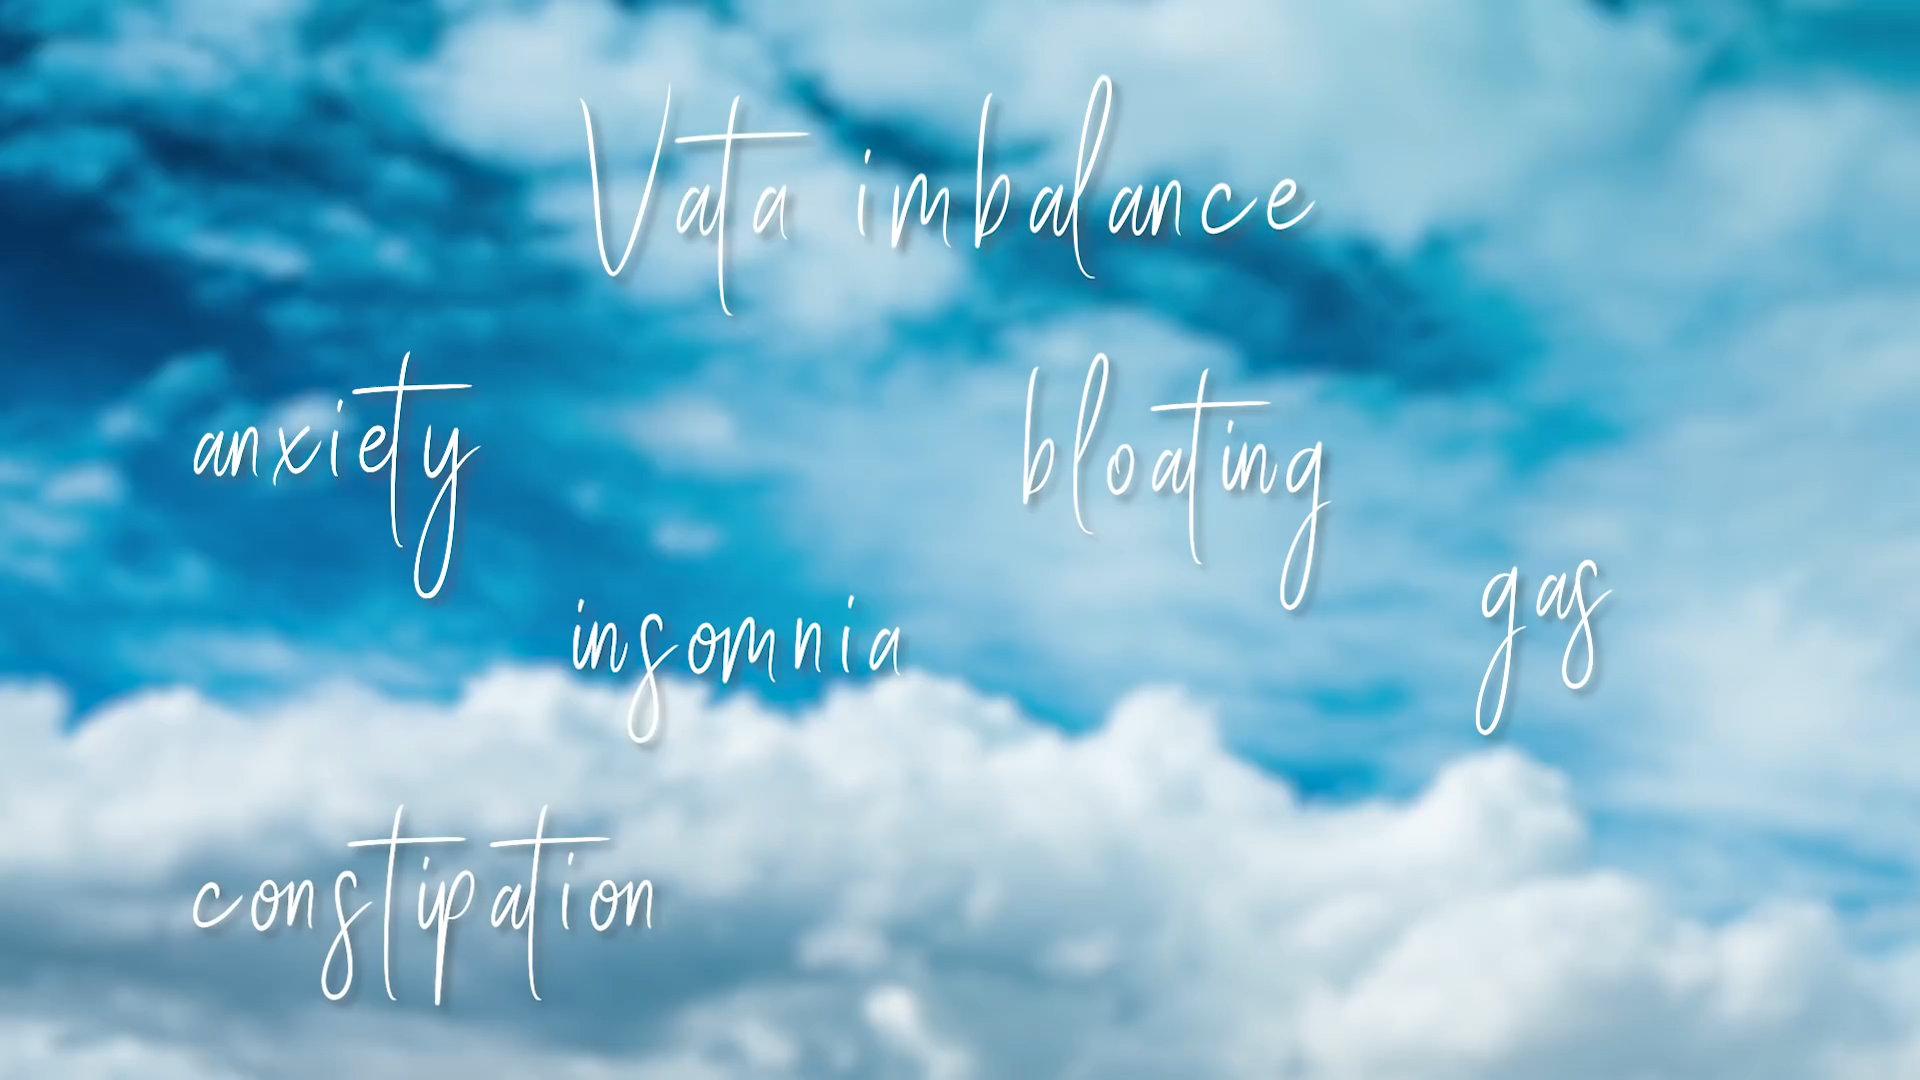 Vata imbalance
anxiety
bloating
gas
insomnia
constipation